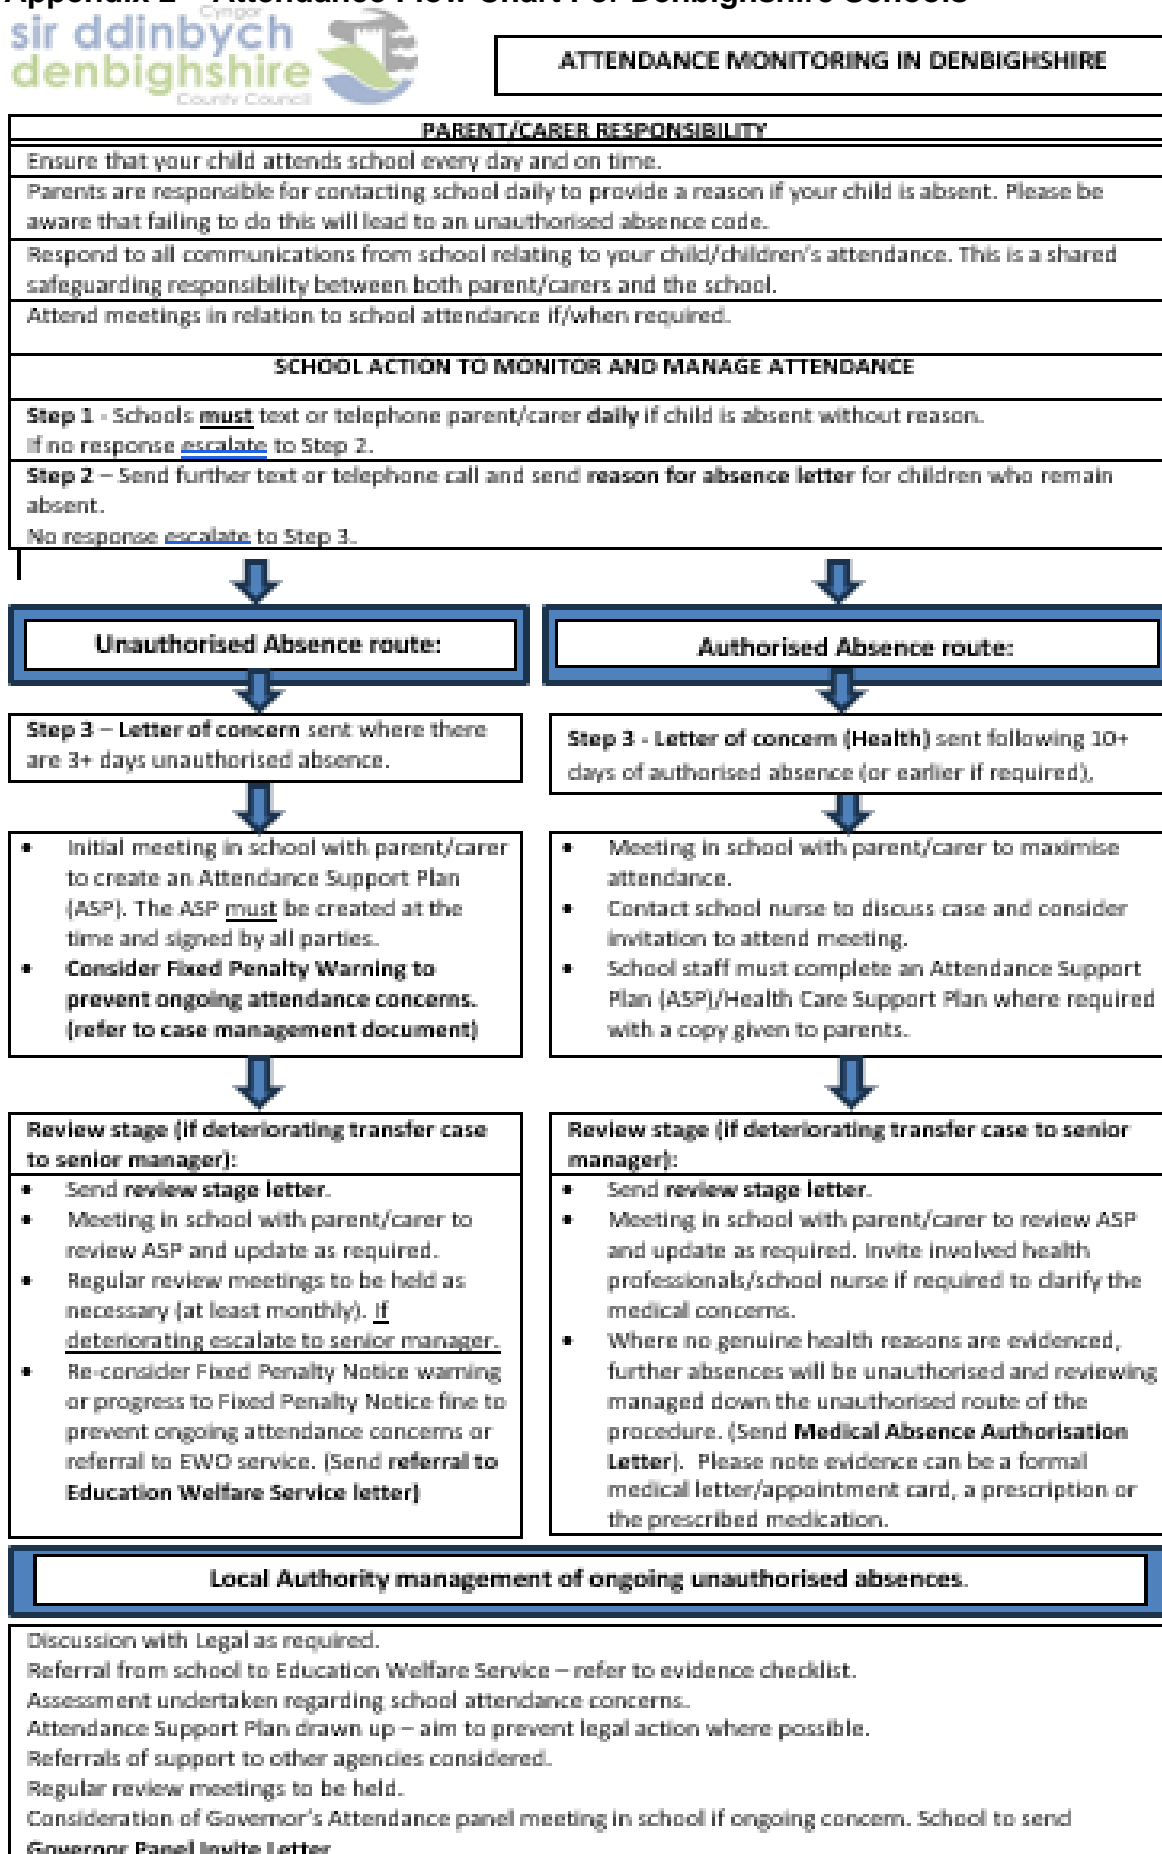 Appendix 2 – Attendance Flow Chart For Denbighshire Schools
Cyngor
sir ddinbych
denbighshire
County Council
ATTENDANCE MONITORING IN DENBIGHSHIRE
PARENT/CARER RESPONSIBILITY
Ensure that your child attends school every day and on time.
Parents are responsible for contacting school daily to provide a reason if your child is absent. Please be
aware that failing to do this will lead to an unauthorised absence code.
Respond to all communications from school relating to your child/children's attendance. This is a shared
safeguarding responsibility between both parent/carers and the school.
Attend meetings in relation to school attendance if/when required.
SCHOOL ACTION TO MONITOR AND MANAGE ATTENDANCE
Step 1 - Schools must text or telephone parent/carer daily if child is absent without reason.
If no response escalate to Step 2.
Step 2 – Send further text or telephone call and send reason for absence letter for children who remain
absent.
No response escalate to Step 3.
Unauthorised Absence route:
Step 3 – Letter of concern sent where there
are 3+ days unauthorised absence.
• Initial meeting in school with parent/carer
to create an Attendance Support Plan
(ASP). The ASP must be created at the
time and signed by all parties.
• Consider Fixed Penalty Warning to
prevent ongoing attendance concerns.
(refer to case management document)
Review stage (if deteriorating transfer case
to senior manager):
• Send review stage letter.
• Meeting in school with parent/carer to
review ASP and update as required.
• Regular review meetings to be held as
necessary (at least monthly). If
deteriorating escalate to senior manager.
• Re-consider Fixed Penalty Notice warning
or progress to Fixed Penalty Notice fine to
prevent ongoing attendance concerns or
referral to EWO service. (Send referral to
Education Welfare Service letter)
Authorised Absence route:
Step 3 - Letter of concern (Health) sent following 10+
days of authorised absence (or earlier if required),
• Meeting in school with parent/carer to maximise
attendance.
• Contact school nurse to discuss case and consider
invitation to attend meeting.
• School staff must complete an Attendance Support
Plan (ASP)/Health Care Support Plan where required
with a copy given to parents.
Review stage (if deteriorating transfer case to senior
manager):
• Send review stage letter.
• Meeting in school with parent/carer to review ASP
and update as required. Invite involved health
professionals/school nurse if required to clarify the
medical concerns.
• Where no genuine health reasons are evidenced,
further absences will be unauthorised and reviewing
managed down the unauthorised route of the
procedure. (Send Medical Absence Authorisation
Letter). Please note evidence can be a formal
medical letter/appointment card, a prescription or
the prescribed medication.
Local Authority management of ongoing unauthorised absences.
Discussion with Legal as required.
Referral from school to Education Welfare Service – refer to evidence checklist.
Assessment undertaken regarding school attendance concerns.
Attendance Support Plan drawn up – aim to prevent legal action where possible.
Referrals of support to other agencies considered.
Regular review meetings to be held.
Consideration of Governor's Attendance panel meeting in school if ongoing concern. School to send
Governor Panel Invite Letter